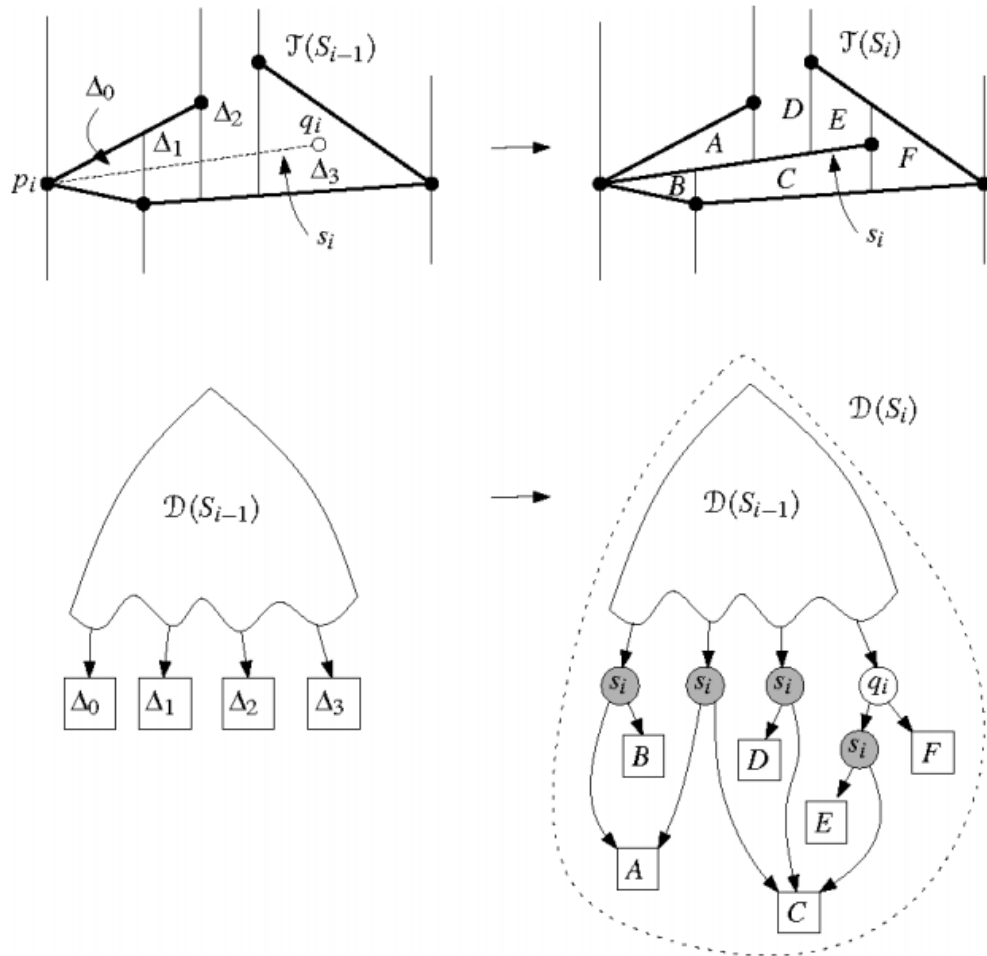 𝒯(S_{i−1})
𝒯(S_i)
Δ_0
Δ_1
Δ_2
q_i
Δ_3
p_i
s_i
A
D
E
B
C
F
s_i
𝒟(S_{i−1})
𝒟(S_i)
𝒟(S_{i−1})
Δ_0 Δ_1 Δ_2 Δ_3
s_i s_i s_i q_i
B D s_i F
E
A
C